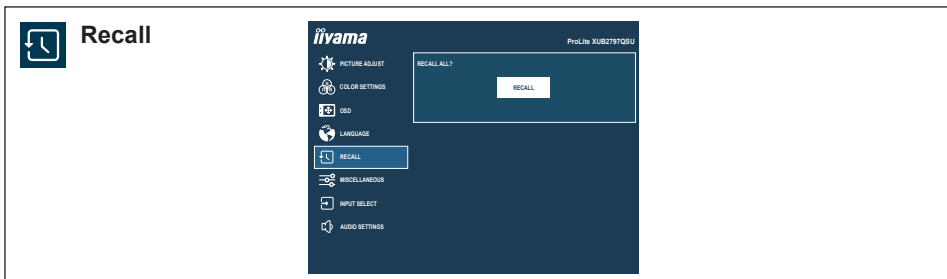 Recall
iiyama
ProLite XUB2797QSU
PICTURE ADJUST
COLOR SETTINGS
OSD
LANGUAGE
RECALL
MISCELLANEOUS
INPUT SELECT
AUDIO SETTINGS
RECALL ALL?
RECALL